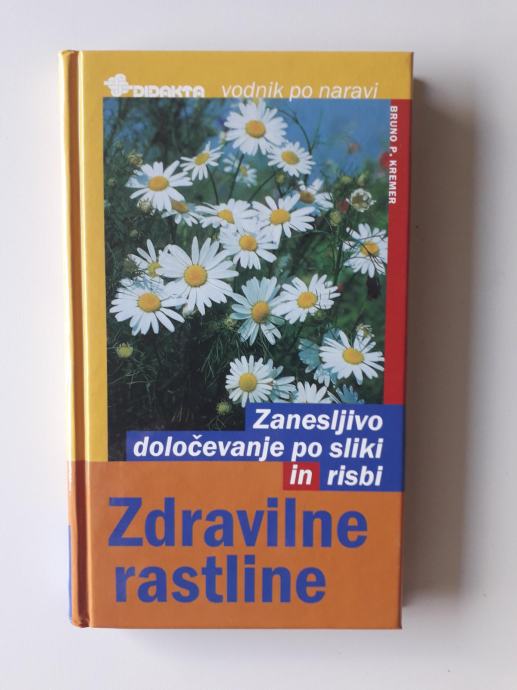 DIDAKTA vodnik po naravi
BRUNO P. KREMER
Zanesljivo
določevanje po sliki
in risbi
Zdravilne
rastline